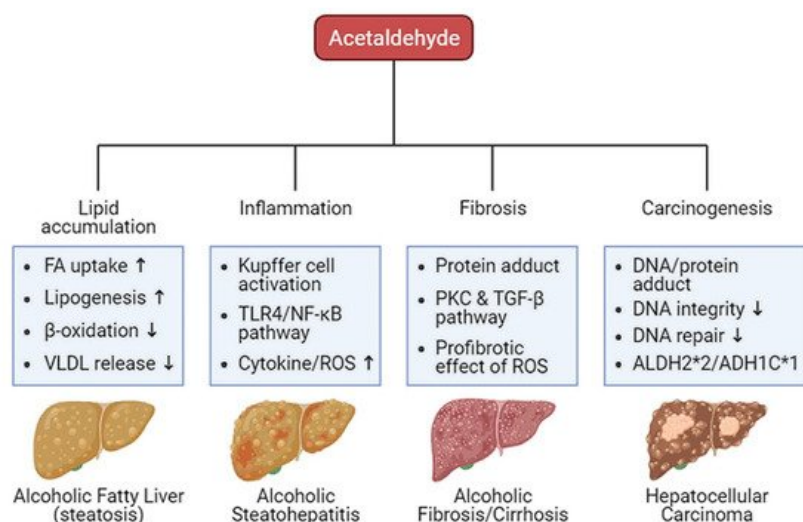 Acetaldehyde
Lipid
accumulation
Inflammation
Fibrosis
Carcinogenesis
• FA uptake ↑
• Lipogenesis ↑
• β-oxidation ↓
• VLDL release ↓
• Kupffer cell
activation
• TLR4/NF-κB
pathway
• Cytokine/ROS ↑
• Protein adduct
• PKC & TGF-β
pathway
• Profibrotic
effect of ROS
• DNA/protein
adduct
• DNA integrity ↓
• DNA repair ↓
• ALDH2*2/ADH1C*1
Alcoholic Fatty Liver
(steatosis)
Alcoholic
Steatohepatitis
Alcoholic
Fibrosis/Cirrhosis
Hepatocellular
Carcinoma